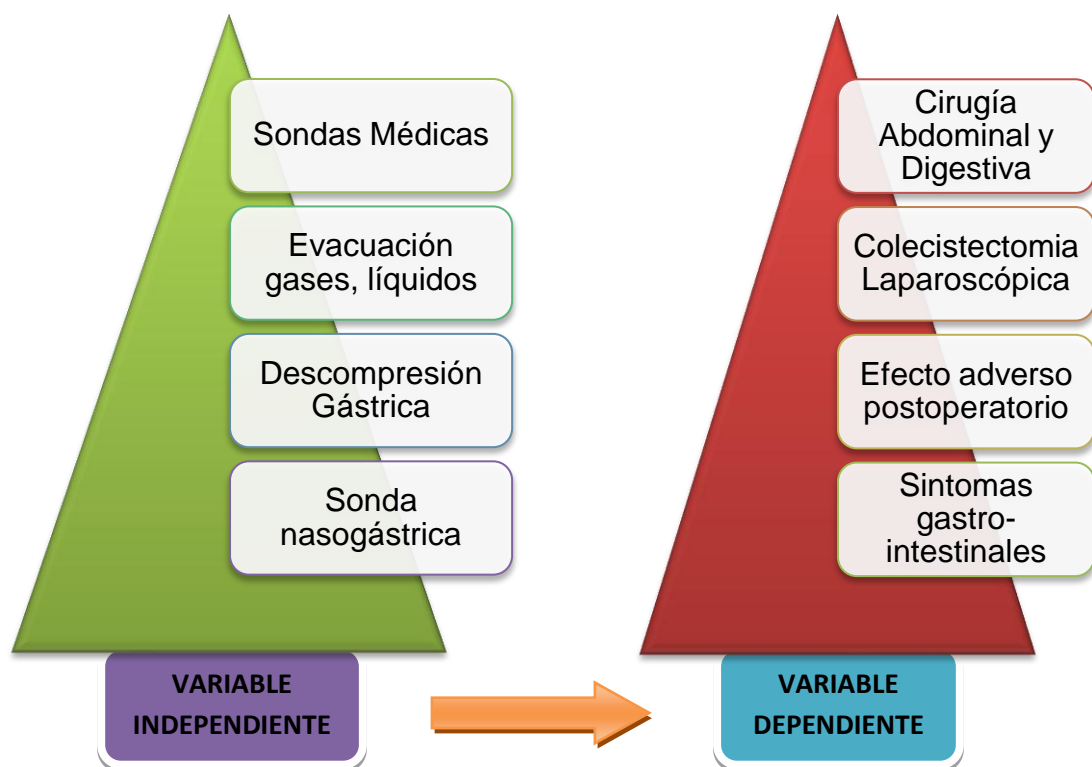 Sondas Médicas
Evacuación
gases, líquidos
Descompresión
Gástrica
Sonda
nasogástrica
VARIABLE
INDEPENDIENTE
Cirugía
Abdominal y
Digestiva
Colecistectomia
Laparoscópica
Efecto adverso
postoperatorio
Sintomas
gastro-
intestinales
VARIABLE
DEPENDIENTE